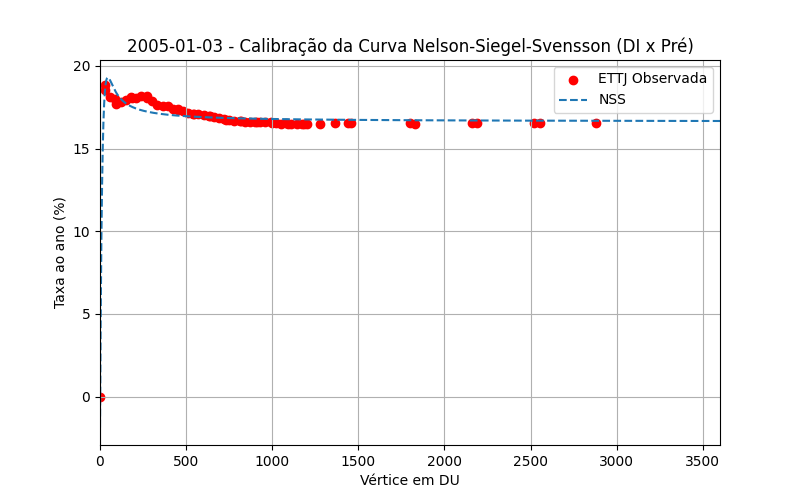 2005-01-03 - Calibração da Curva Nelson-Siegel-Svensson (DI x Pré)
ETTJ Observada
NSS
Taxa ao ano (%)
20
15
10
5
0
0 500 1000 1500 2000 2500 3000 3500
Vértice em DU